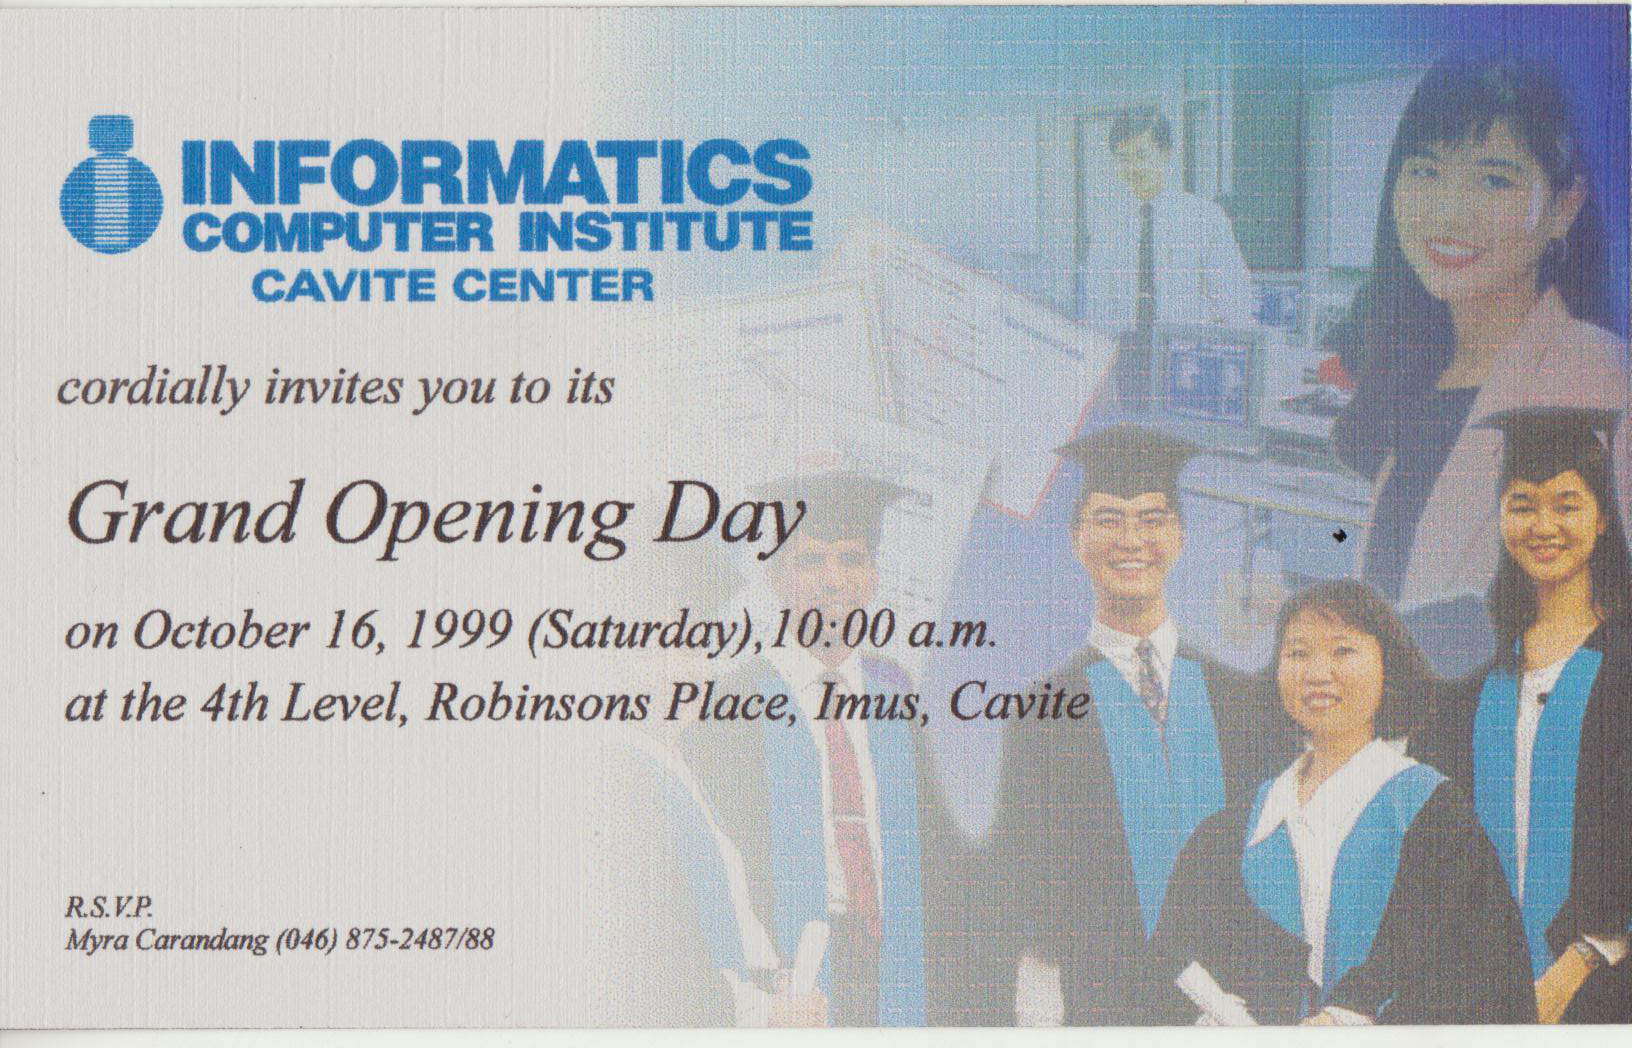 INFORMATICS
COMPUTER INSTITUTE
CAVITE CENTER
cordially invites you to its
Grand Opening Day
on October 16, 1999 (Saturday), 10:00 a.m.
at the 4th Level, Robinsons Place, Imus, Cavite
R.S.V.P.
Myra Carandang (046) 875-2487/88